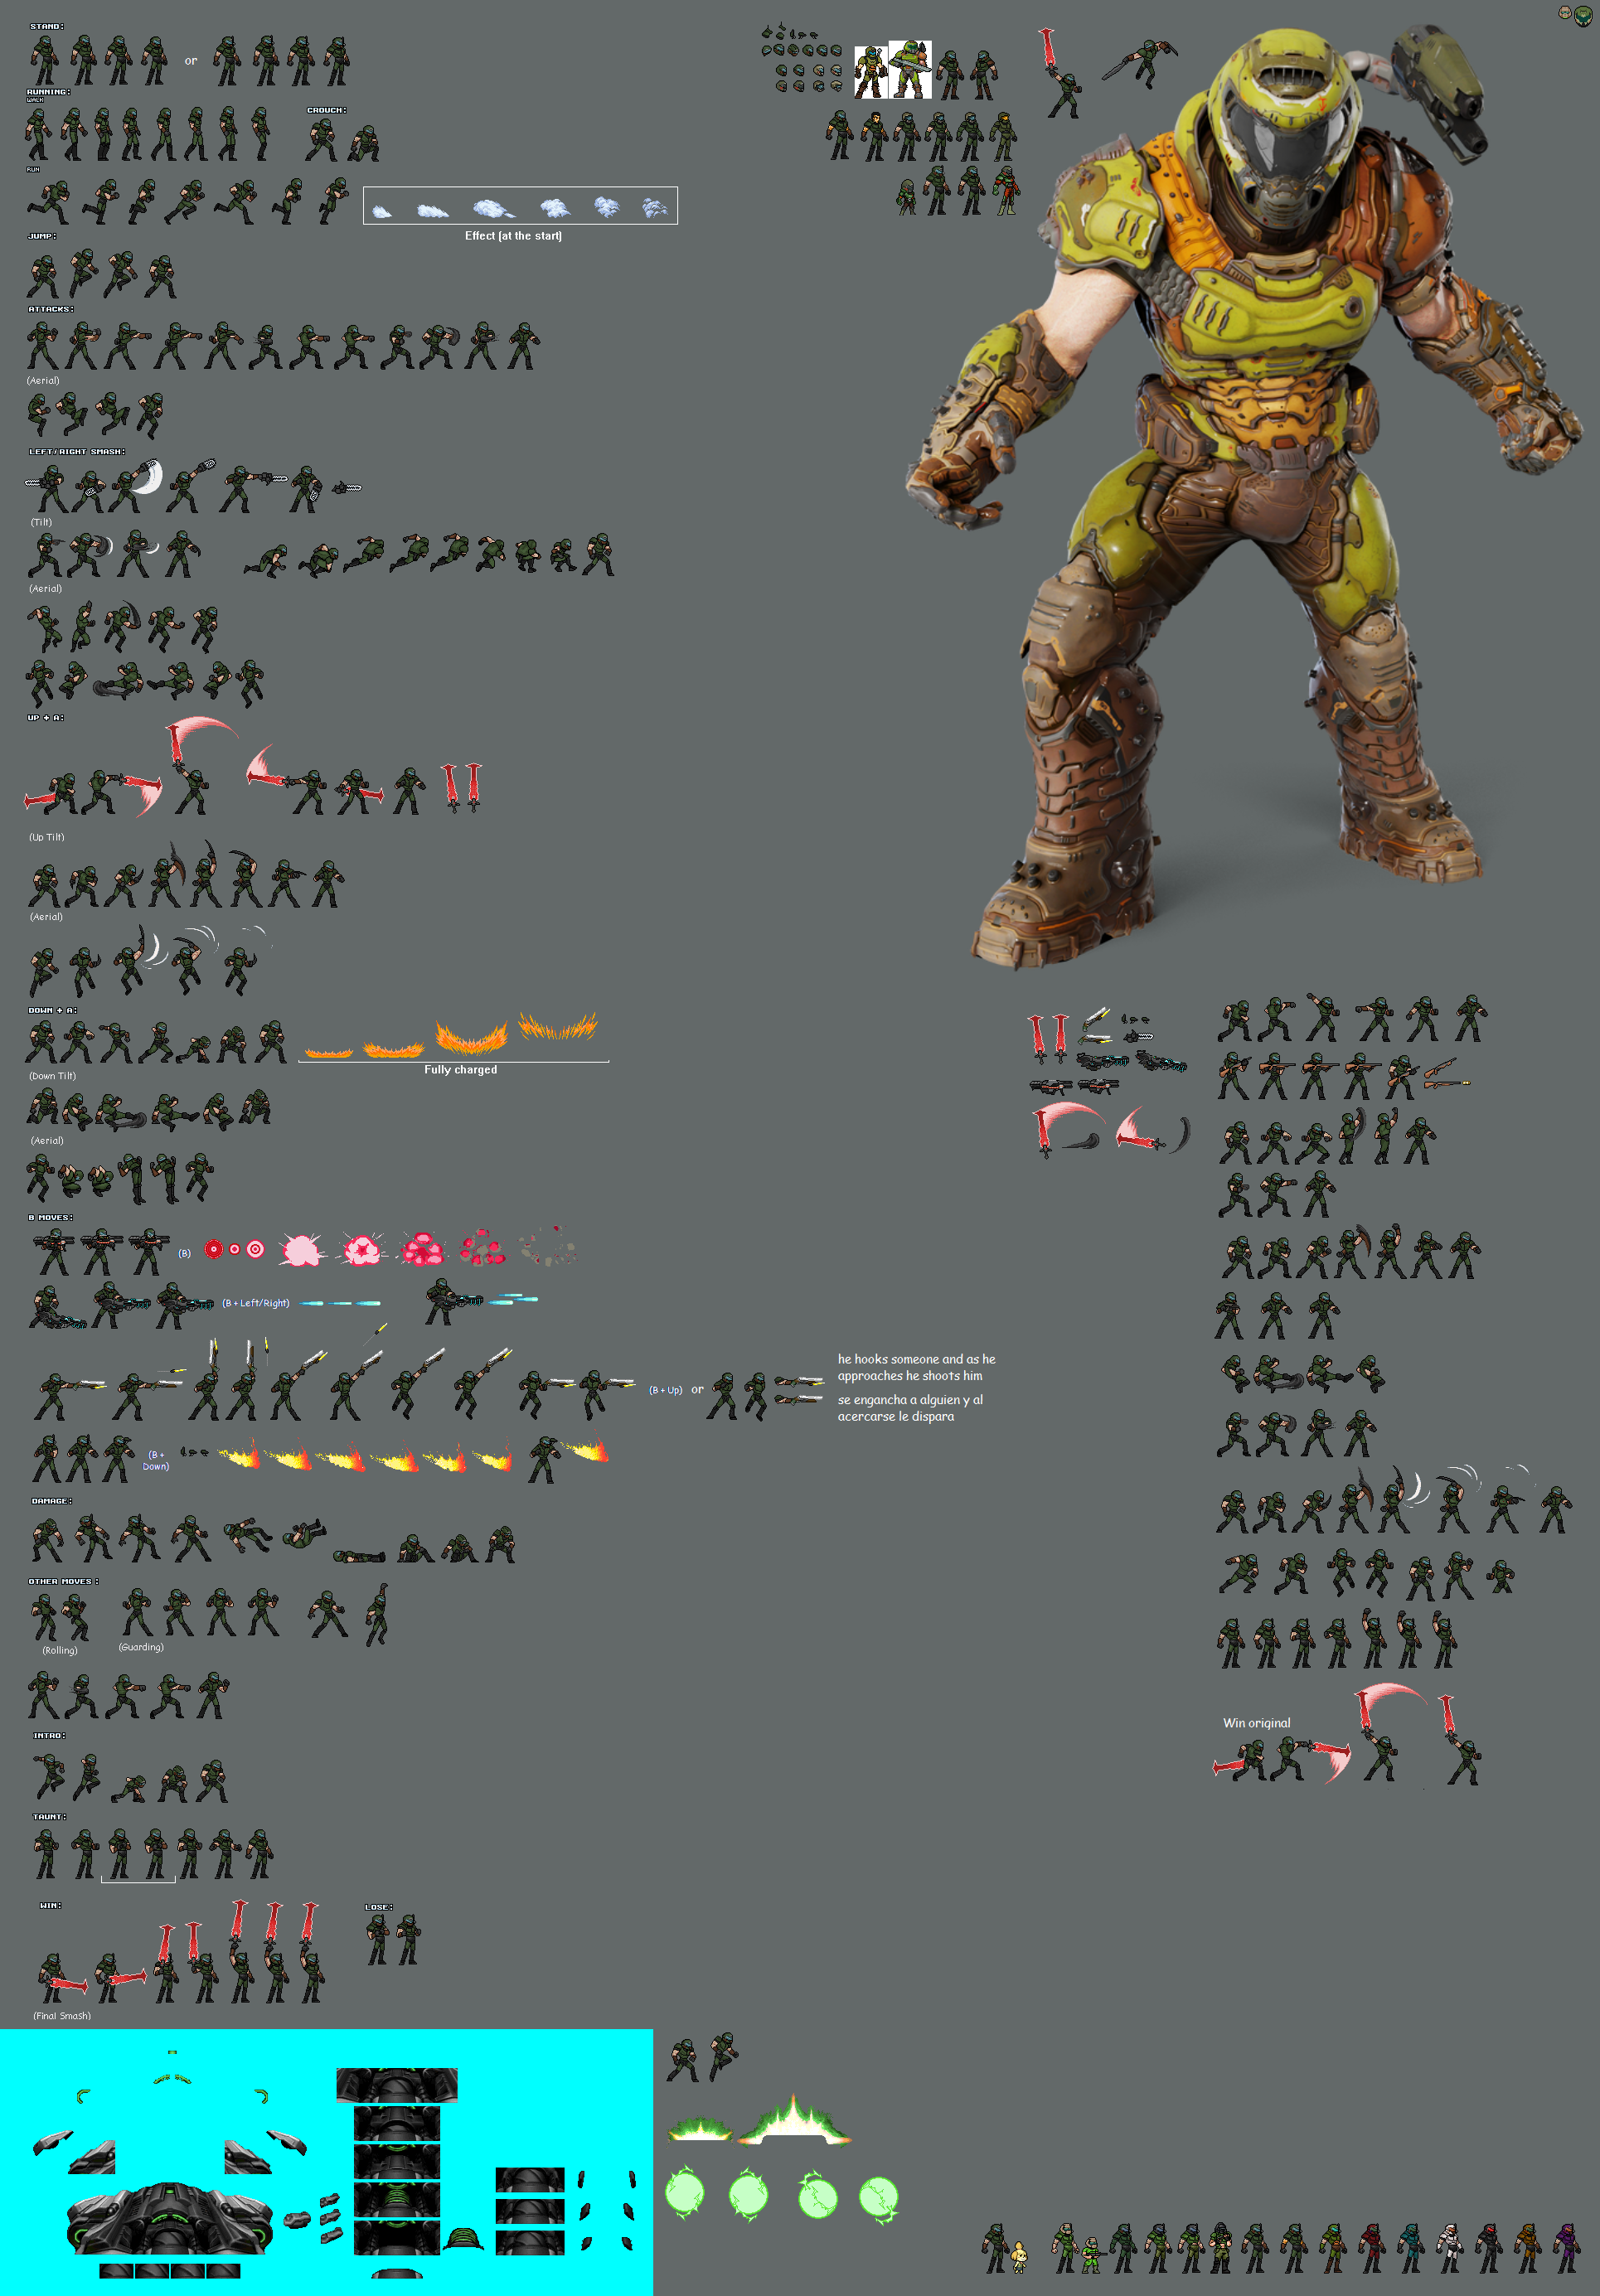 STAND:
or
RUNNING:
WALK
CROUCH:
RUN
Effect (at the start)
JUMP:
ATTACKS:
(Aerial)
LEFT/RIGHT SMASH:
(Tilt)
(Aerial)
UP + A:
(Up Tilt)
(Aerial)
DOWN + A:
Fully charged
(Down Tilt)
(Aerial)
B MOVES:
(B)
(B + Left/Right)
(B + Up)
or
he hooks someone and as he
approaches he shoots him
se engancha a alguien y al
acercarse le dispara
(B +
Down)
DAMAGE:
OTHER MOVES:
(Rolling)
(Guarding)
INTRO:
TAUNT:
WIN:
LOSE:
(Final Smash)
Win original